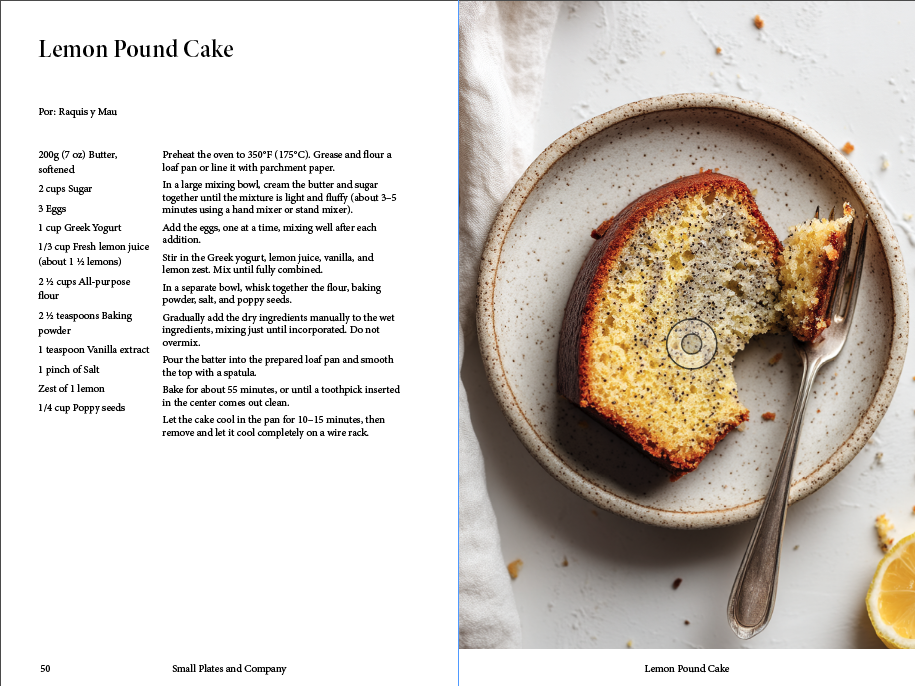 Lemon Pound Cake
Por: Raquis y Mau
200g (7 oz) Butter,
softened
2 cups Sugar
3 Eggs
1 cup Greek Yogurt
1/3 cup Fresh lemon juice
(about 1 ½ lemons)
2 ½ cups All-purpose
flour
2 ½ teaspoons Baking
powder
1 teaspoon Vanilla extract
1 pinch of Salt
Zest of 1 lemon
1/4 cup Poppy seeds
Preheat the oven to 350°F (175°C). Grease and flour a
loaf pan or line it with parchment paper.
In a large mixing bowl, cream the butter and sugar
together until the mixture is light and fluffy (about 3–5
minutes using a hand mixer or stand mixer).
Add the eggs, one at a time, mixing well after each
addition.
Stir in the Greek yogurt, lemon juice, vanilla, and
lemon zest. Mix until fully combined.
In a separate bowl, whisk together the flour, baking
powder, salt, and poppy seeds.
Gradually add the dry ingredients manually to the wet
ingredients, mixing just until incorporated. Do not
overmix.
Pour the batter into the prepared loaf pan and smooth
the top with a spatula.
Bake for about 55 minutes, or until a toothpick inserted
in the center comes out clean.
Let the cake cool in the pan for 10–15 minutes, then
remove and let it cool completely on a wire rack.
50
Small Plates and Company
Lemon Pound Cake